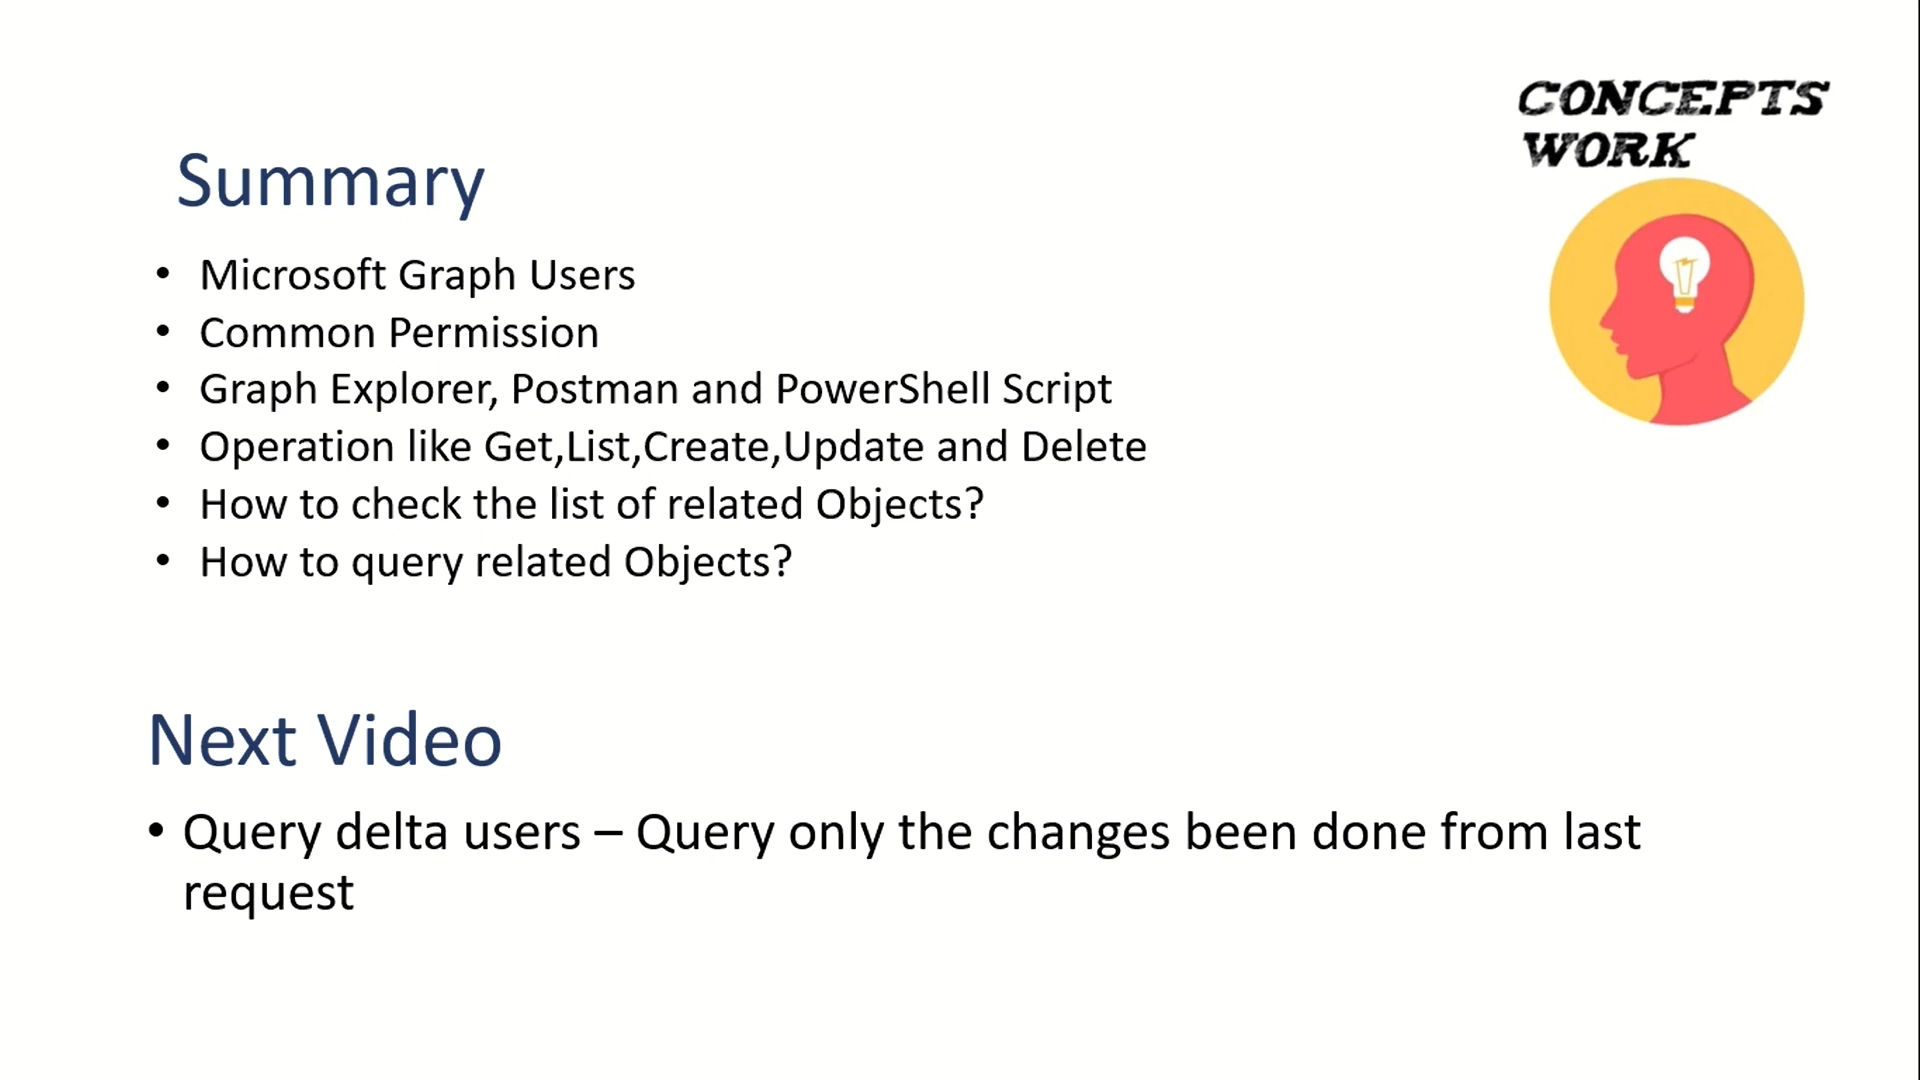 CONCEPTS
WORK
Summary
• Microsoft Graph Users
• Common Permission
• Graph Explorer, Postman and PowerShell Script
• Operation like Get,List,Create,Update and Delete
• How to check the list of related Objects?
• How to query related Objects?
Next Video
• Query delta users – Query only the changes been done from last
request